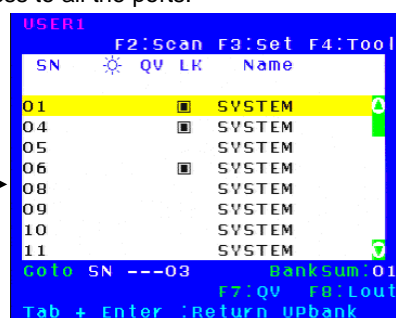 ess to all the ports.
USER1
F2:Scan F3:Set F4:Tool
SN QV LK Name
01 SYSTEM
04 SYSTEM
05 SYSTEM
06 SYSTEM
08 SYSTEM
09 SYSTEM
10 SYSTEM
11 SYSTEM
Goto SN ---03 BankSum:01
F7:QV F8:Lout
Tab + Enter :Return UPbank